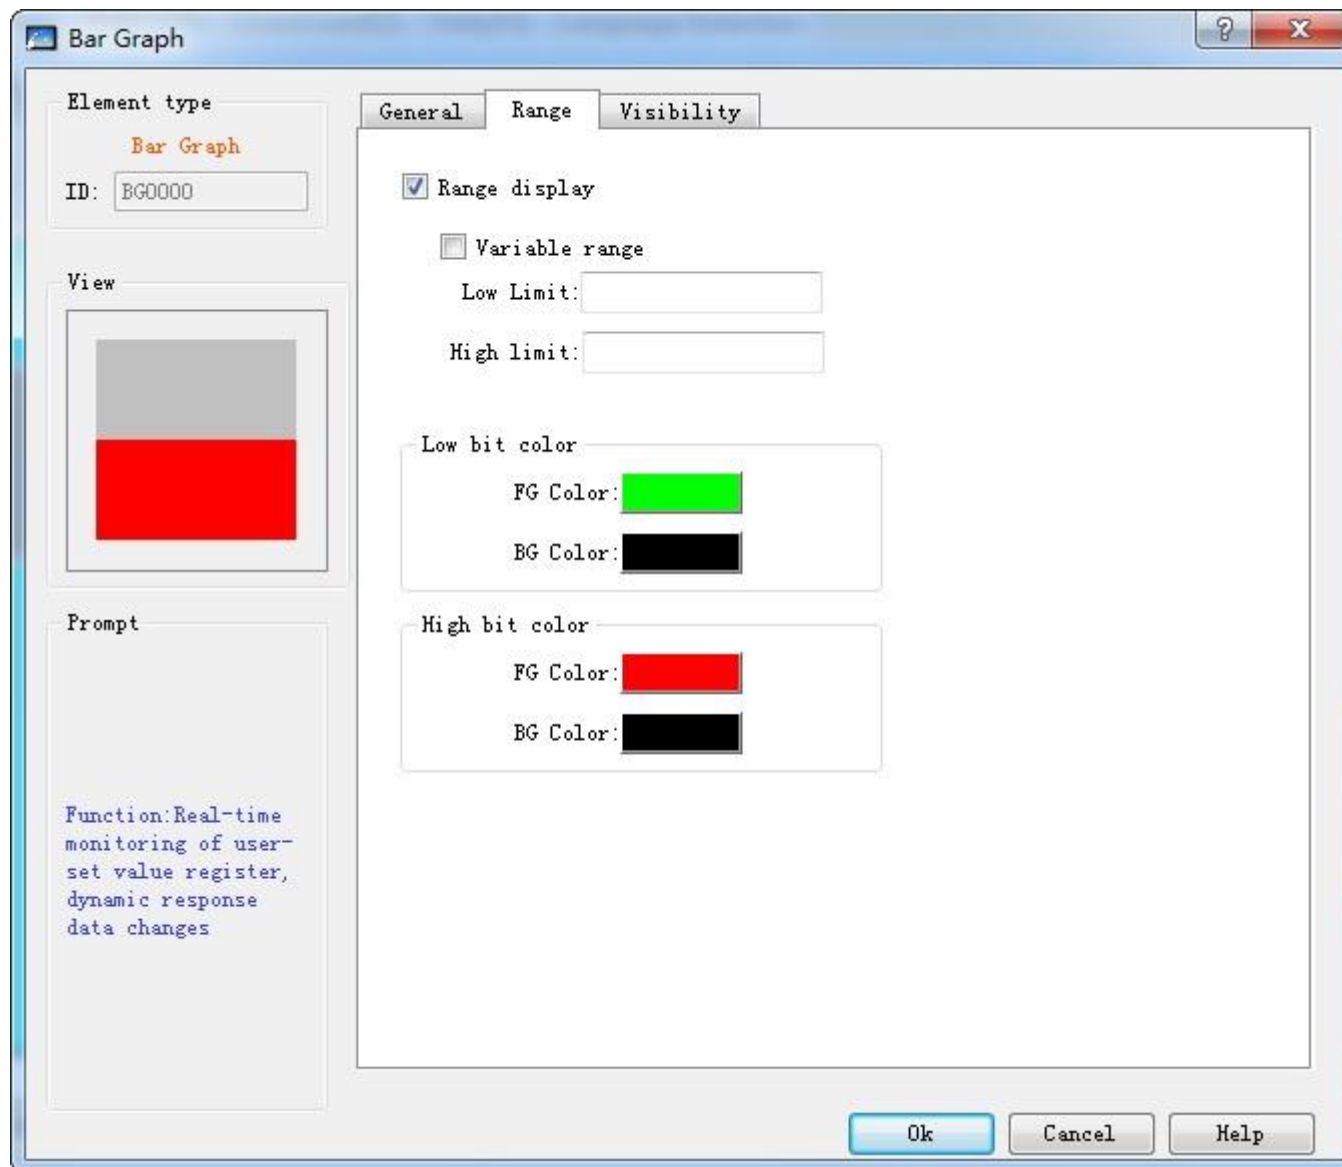 Bar Graph
Element type
Bar Graph
ID: BG0000
View
Prompt
Function:Real-time
monitoring of user-
set value register,
dynamic response
data changes
General Range Visibility
Range display
Variable range
Low Limit:
High limit:
Low bit color
FG Color:
BG Color:
High bit color
FG Color:
BG Color:
Ok Cancel Help